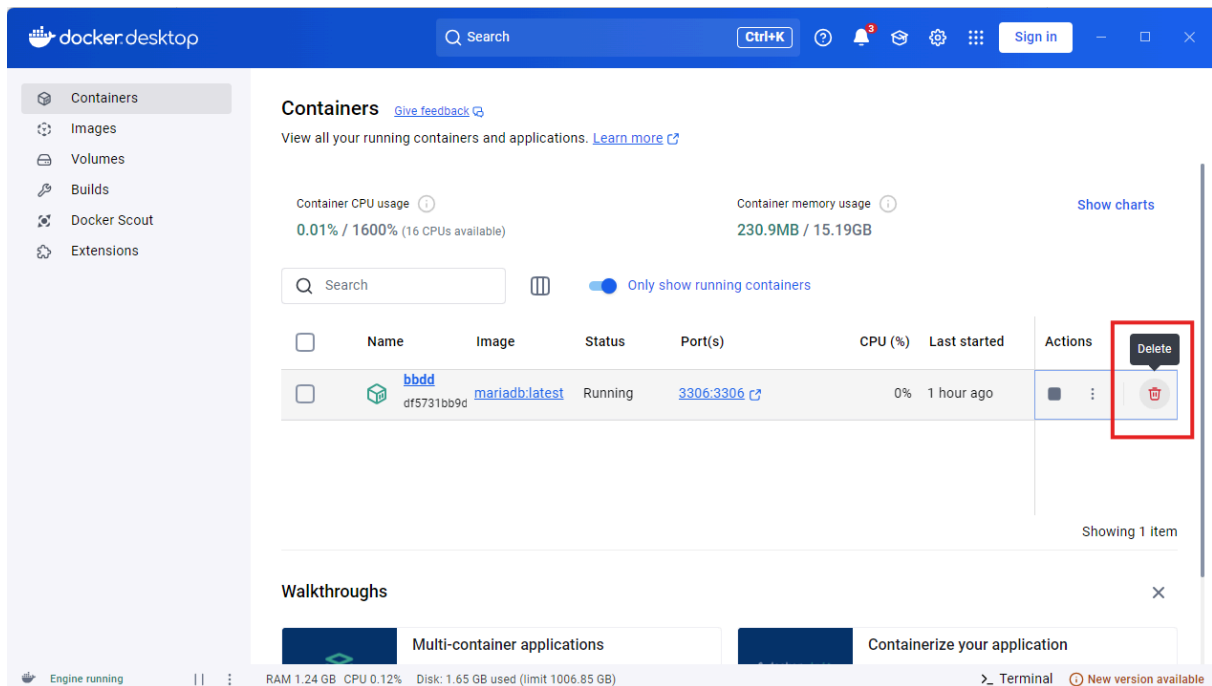 docker.desktop
Search
Ctrl+K
3
Sign in
Containers
Images
Volumes
Builds
Docker Scout
Extensions
Containers Give feedback
View all your running containers and applications. Learn more
Container CPU usage
0.01% / 1600% (16 CPUs available)
Container memory usage
230.9MB / 15.19GB
Show charts
Search
Only show running containers
Name Image Status Port(s) CPU (%) Last started Actions
Delete
bbdd
df5731bb9d
mariadb:latest Running 3306:3306 0% 1 hour ago
Showing 1 item
Walkthroughs
Multi-container applications
Containerize your application
Engine running
RAM 1.24 GB CPU 0.12% Disk: 1.65 GB used (limit 1006.85 GB)
>_ Terminal
New version available